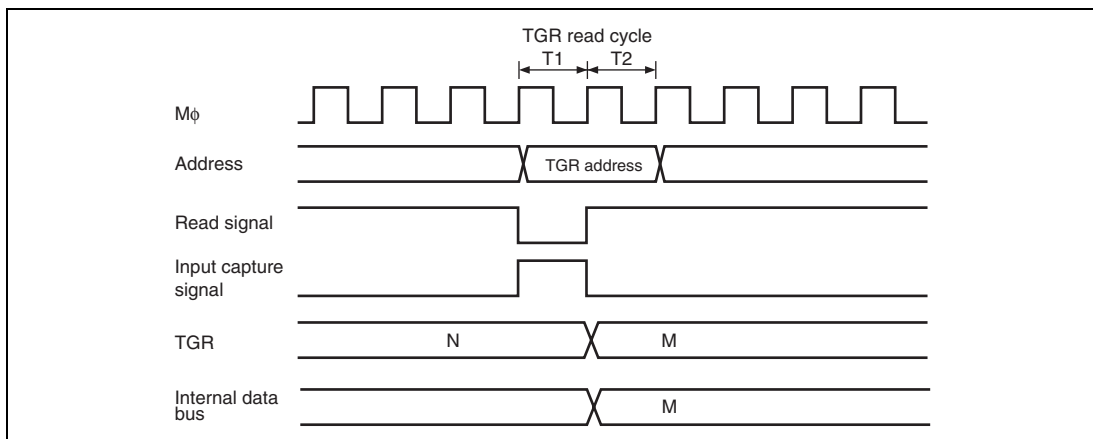 TGR read cycle
T1 T2
Mϕ
Address
TGR address
Read signal
Input capture
signal
TGR
N
M
Internal data
bus
M